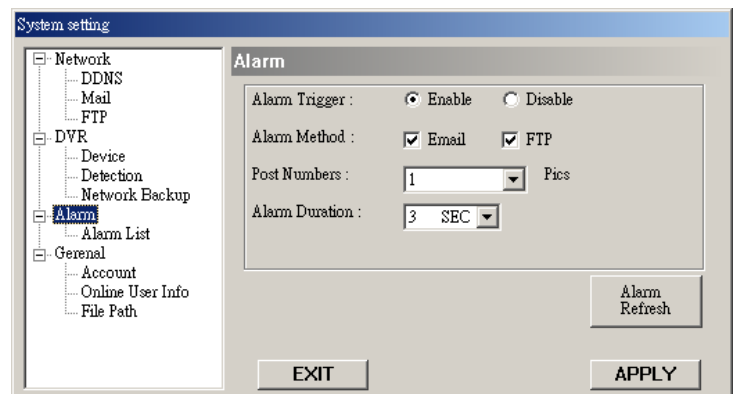 System setting
Network
DDNS
Mail
FTP
DVR
Device
Detection
Network Backup
Alarm
Alarm List
Gerenal
Account
Online User Info
File Path
Alarm
Alarm Trigger : Enable Disable
Alarm Method : Email FTP
Post Numbers : 1 Pics
Alarm Duration : 3 SEC
Alarm
Refresh
EXIT APPLY